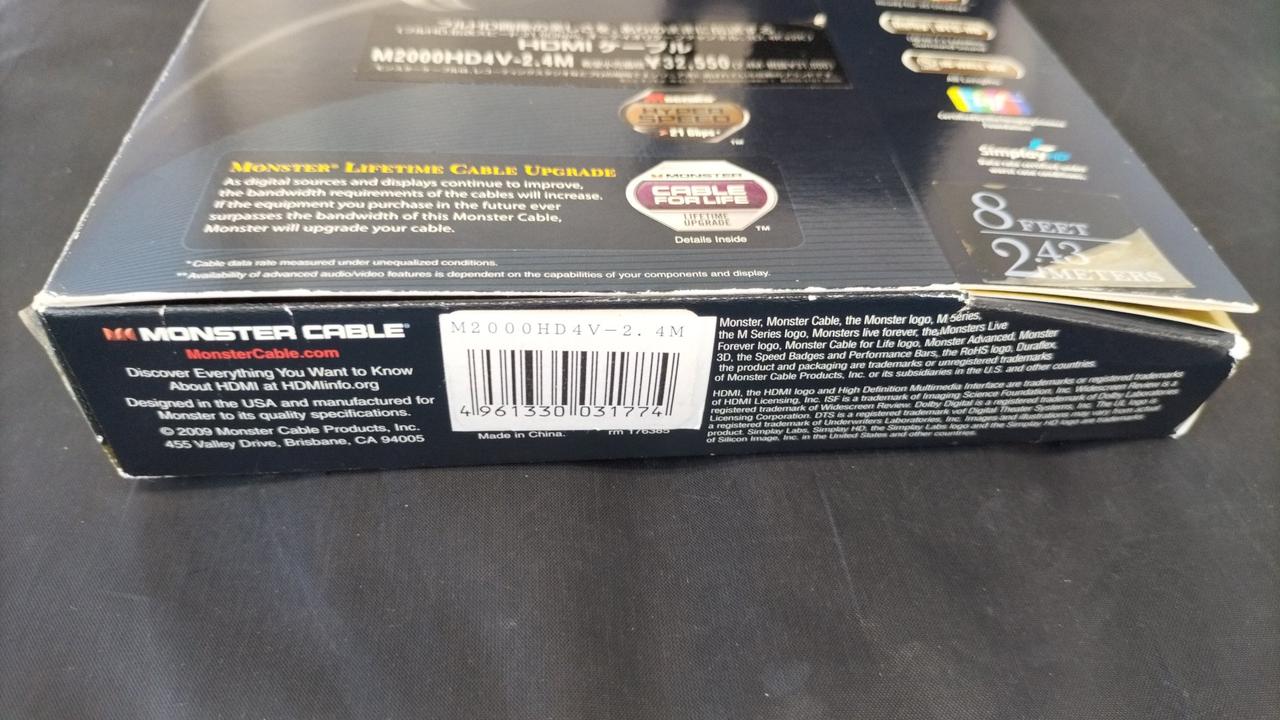 HDMI ケーブル
M2000HD4V-2.4M ¥32,550
M SERIES
HYPER
SPEED
>21 Gbps*
™
MONSTER® LIFETIME CABLE UPGRADE
As digital sources and displays continue to improve,
the bandwidth requirements of the cables will increase.
If the equipment you purchase in the future ever
surpasses the bandwidth of this Monster Cable,
Monster will upgrade your cable.
MONSTER
CABLE
FOR LIFE
LIFETIME
UPGRADE
™
Details Inside
*Cable data rate measured under unequalized conditions.
**Availability of advanced audio/video features is dependent on the capabilities of your components and display.
SimplayHD
8 FEET
2.43 METERS
MONSTER CABLE®
MonsterCable.com
Discover Everything You Want to Know
About HDMI at HDMIinfo.org
Designed in the USA and manufactured for
Monster to its quality specifications.
© 2009 Monster Cable Products, Inc.
455 Valley Drive, Brisbane, CA 94005
M2000HD4V-2.4M
4 961330 031774
Made in China. rm 176385
Monster, Monster Cable, the Monster logo, M Series,
the M Series logo, Monsters live forever, the Monsters Live
Forever logo, Monster Cable for Life logo, Monster Advanced, Monster
3D, the Speed Badges and Performance Bars, the RoHS logo, Duraflex,
the product and packaging are trademarks or unregistered trademarks
of Monster Cable Products, Inc. or its subsidiaries in the U.S. and other countries.
HDMI, the HDMI logo and High Definition Multimedia Interface are trademarks or registered trademarks
of HDMI Licensing, Inc. ISF is a trademark of Imaging Science Foundation, Inc. Widescreen Review is a
registered trademark of Widescreen Review. Dolby Digital is a registered trademark of Dolby Laboratories
Licensing Corporation. DTS is a registered trademark of Digital Theater Systems, Inc. The UL logo is
a registered trademark of Underwriters Laboratories, Inc.
product. Simplay Labs, Simplay HD, the Simplay Labs logo and the Simplay HD logo are
of Silicon Image, Inc. in the United States and other countries.